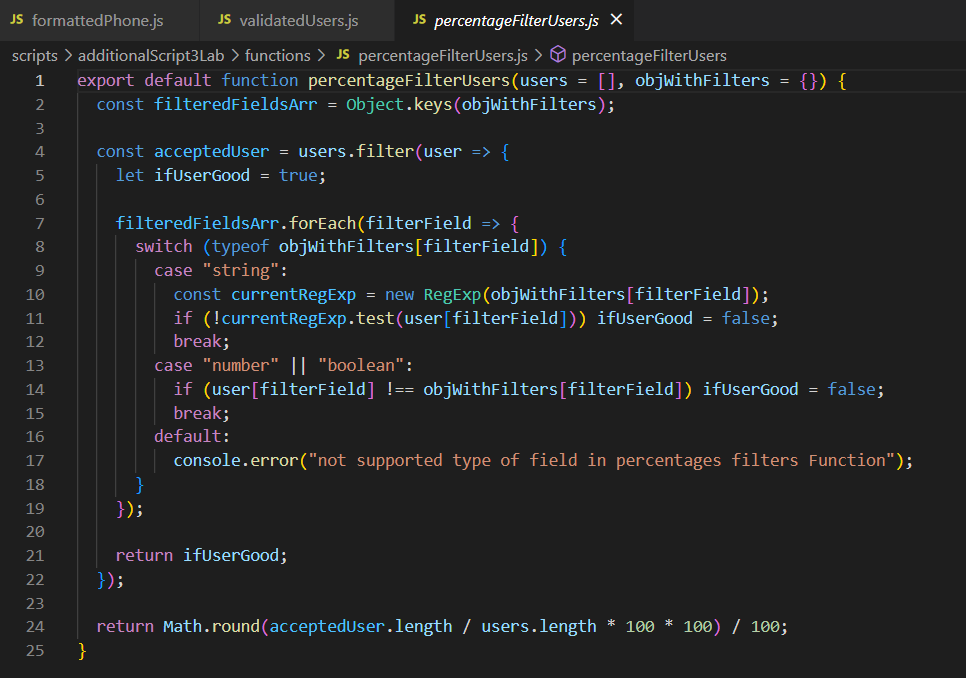 JS formattedPhone.js JS validatedUsers.js JS percentageFilterUsers.js
scripts > additionalScript3Lab > functions > JS percentageFilterUsers.js > percentageFilterUsers
1 export default function percentageFilterUsers(users = [], objWithFilters = {}) {
2 const filteredFieldsArr = Object.keys(objWithFilters);
3
4 const acceptedUser = users.filter(user => {
5 let ifUserGood = true;
6
7 filteredFieldsArr.forEach(filterField => {
8 switch (typeof objWithFilters[filterField]) {
9 case "string":
10 const currentRegExp = new RegExp(objWithFilters[filterField]);
11 if (!currentRegExp.test(user[filterField])) ifUserGood = false;
12 break;
13 case "number" || "boolean":
14 if (user[filterField] !== objWithFilters[filterField]) ifUserGood = false;
15 break;
16 default:
17 console.error("not supported type of field in percentages filters Function");
18 }
19 });
20
21 return ifUserGood;
22 });
23
24 return Math.round(acceptedUser.length / users.length * 100 * 100) / 100;
25 }